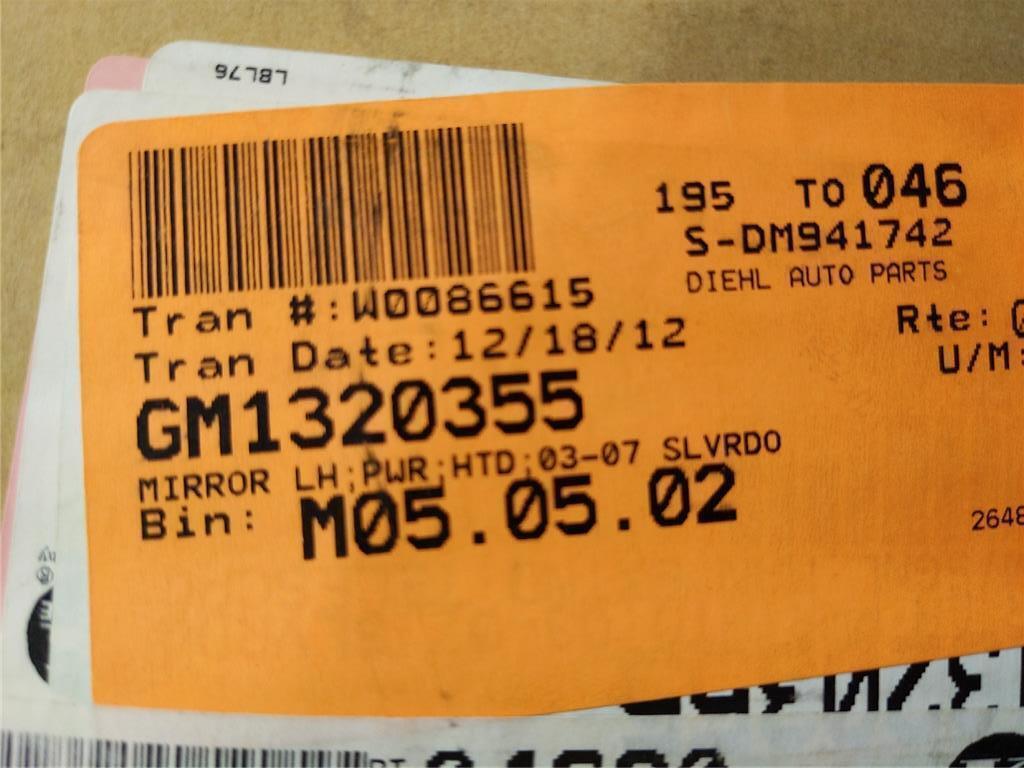 L8L76
195 TO 046
S-DM941742
DIEHL AUTO PARTS
Tran #:W0086615
Rte:
Tran Date:12/18/12
U/M:
GM1320355
MIRROR LH;PWR;HTD;03-07 SLVRDO
Bin: M05.05.02
2648